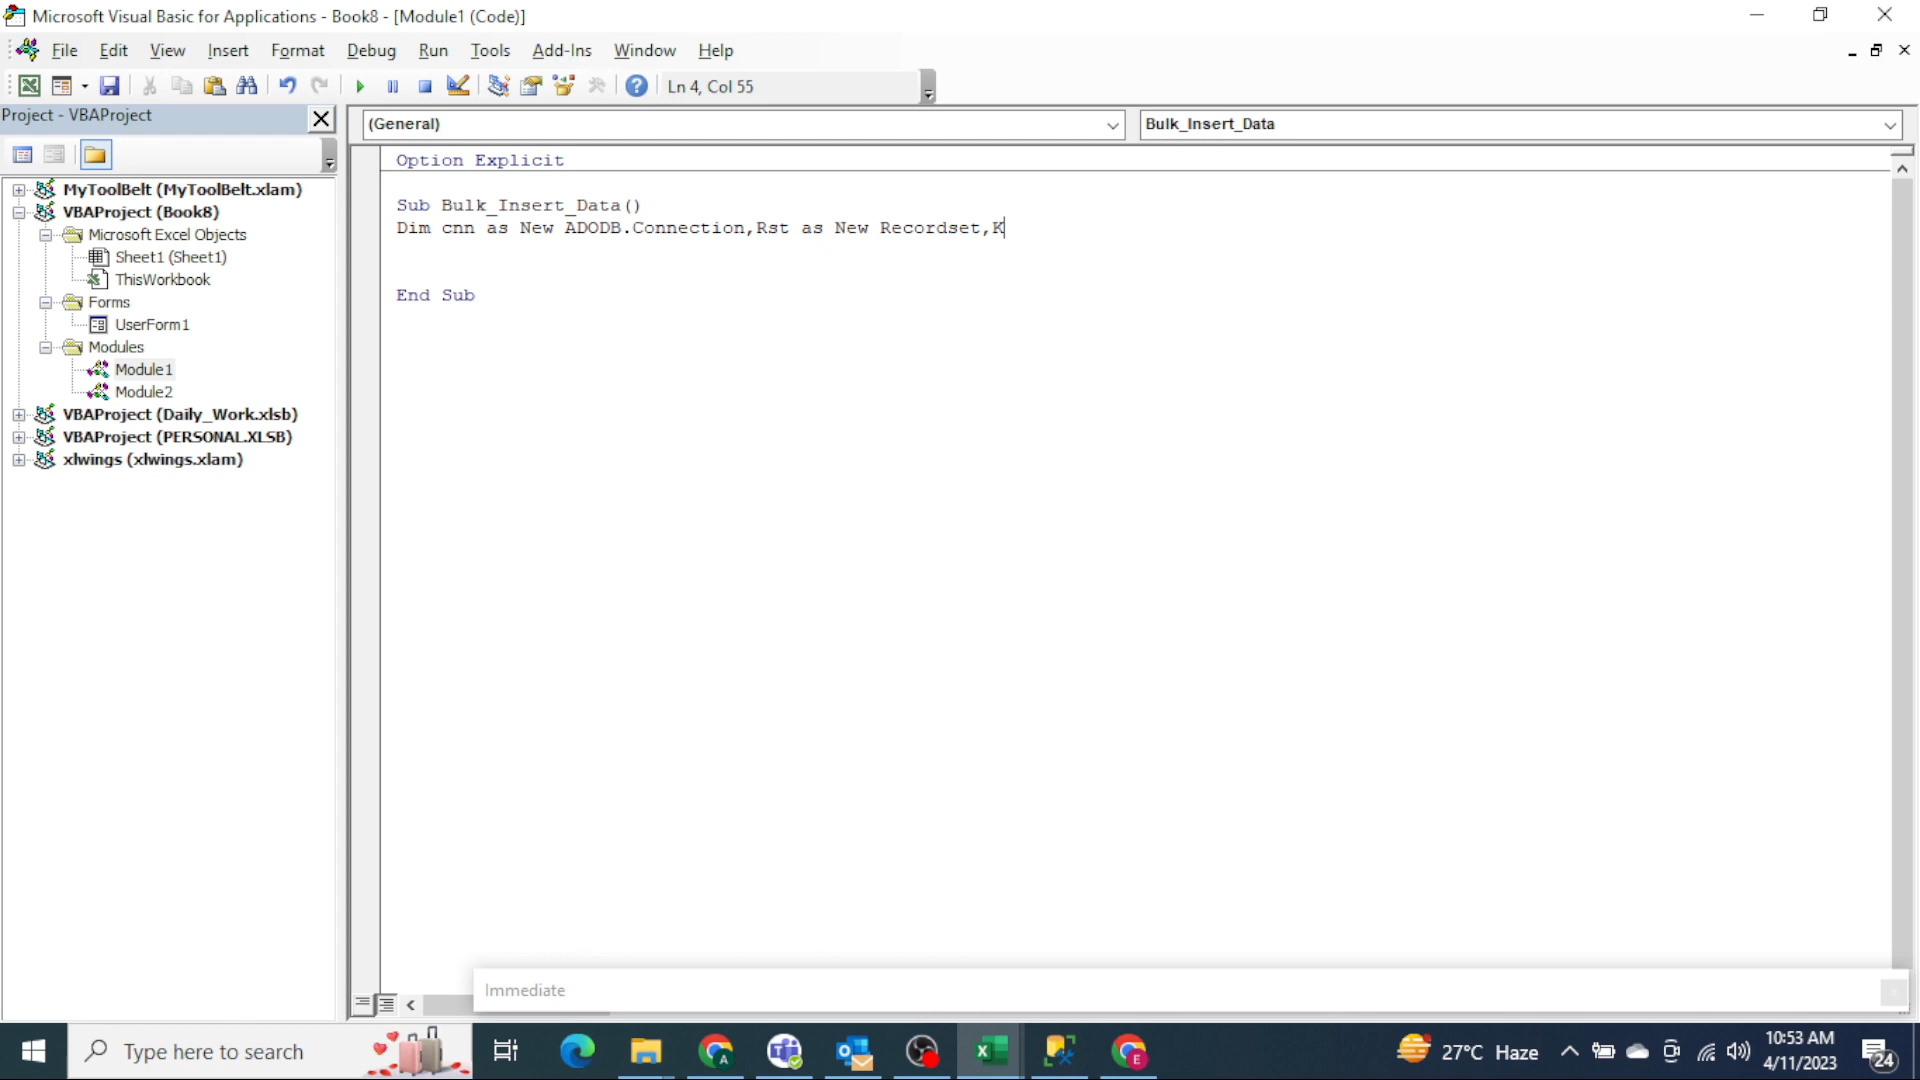 Microsoft Visual Basic for Applications - Book8 - [Module1 (Code)]
File Edit View Insert Format Debug Run Tools Add-Ins Window Help
Ln 4, Col 55
Project - VBAProject
(General)
Bulk_Insert_Data
MyToolBelt (MyToolBelt.xlam)
VBAProject (Book8)
Microsoft Excel Objects
Sheet1 (Sheet1)
ThisWorkbook
Forms
UserForm1
Modules
Module1
Module2
VBAProject (Daily_Work.xlsb)
VBAProject (PERSONAL.XLSB)
xlwings (xlwings.xlam)
Option Explicit
Sub Bulk_Insert_Data()
Dim cnn as New ADODB.Connection,Rst as New Recordset,K
End Sub
Immediate
Type here to search
27°C Haze
10:53 AM
4/11/2023
24